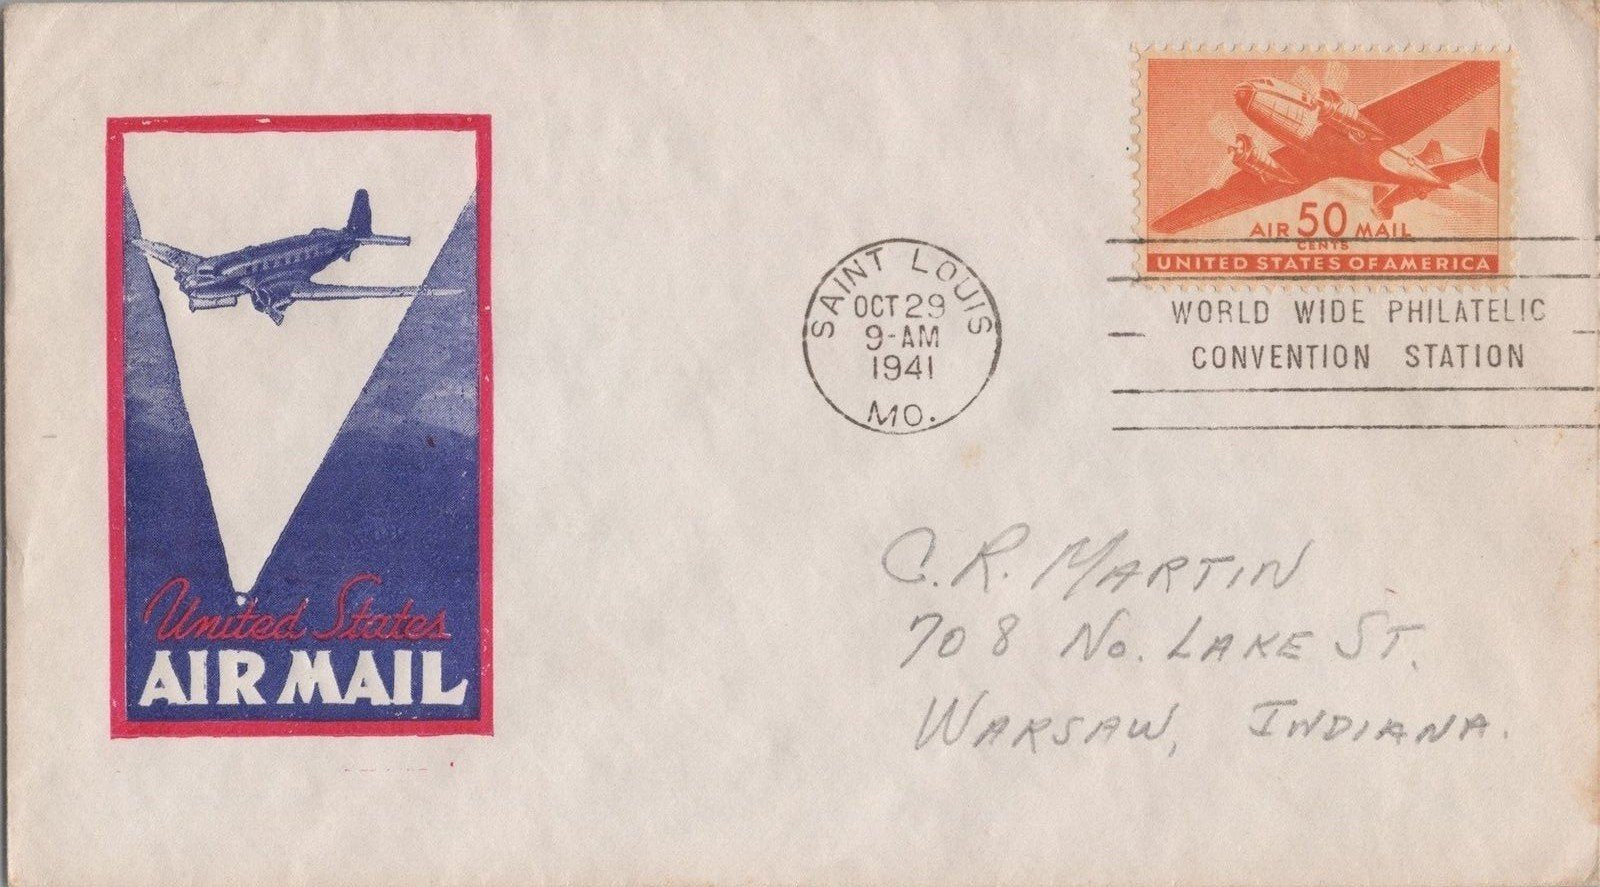 AIR 50 MAIL
CENTS
UNITED STATES OF AMERICA
SAINT LOUIS
OCT 29
9-AM
1941
MO.
WORLD WIDE PHILATELIC
CONVENTION STATION
United States
AIR MAIL
C. R. MARTIN
708 No. LAKE ST.
WARSAW, INDIANA.